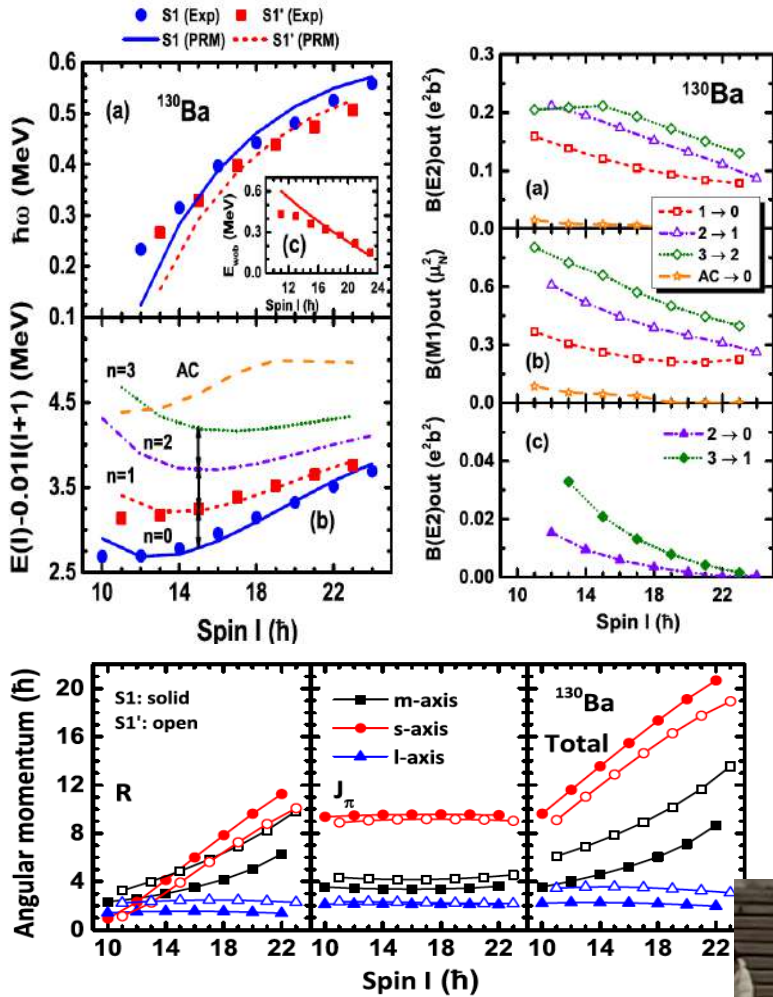 S1 (Exp) S1' (Exp)
S1 (PRM) S1' (PRM)
0.6
0.5
0.4
0.3
0.2
0.1
ħω (MeV)
(a) ¹³⁰Ba
0.6
0.3
0.0
E_wob (MeV)
(c)
12 16 20 24
Spin I (ħ)
4.5
3.5
2.5
E(I)-0.01I(I+1) (MeV)
n=3
AC
n=2
n=1
n=0
(b)
10 14 18 22
Spin I (ħ)
0.3
0.2
0.1
0.0
B(E2)out (e²b²)
¹³⁰Ba
(a)
1 → 0
2 → 1
3 → 2
AC → 0
0.6
0.3
0.0
B(M1)out (μ²_N)
(b)
0.04
0.02
0.00
B(E2)out (e²b²)
(c)
2 → 0
3 → 1
10 14 18 22
Spin I (ħ)
20
16
12
8
4
0
Angular momentum (ħ)
S1: solid
S1': open
R
m-axis
s-axis
l-axis
J_π
¹³⁰Ba
Total
10 14 18 22 10 14 18 22 10 14 18 22
Spin I (ħ)